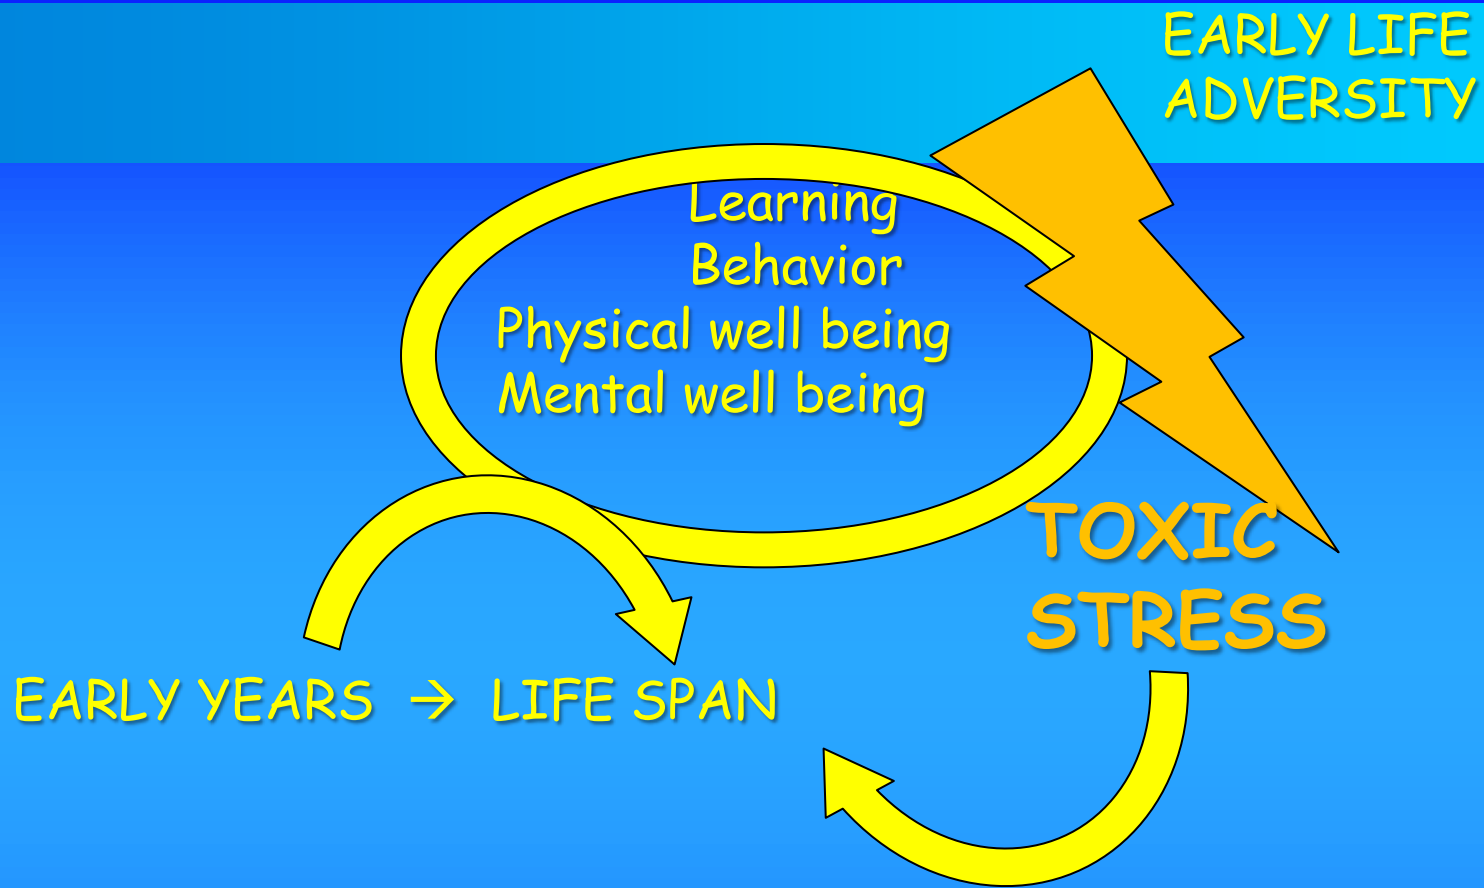 EARLY LIFE
ADVERSITY
Learning
Behavior
Physical well being
Mental well being
TOXIC
STRESS
EARLY YEARS → LIFE SPAN